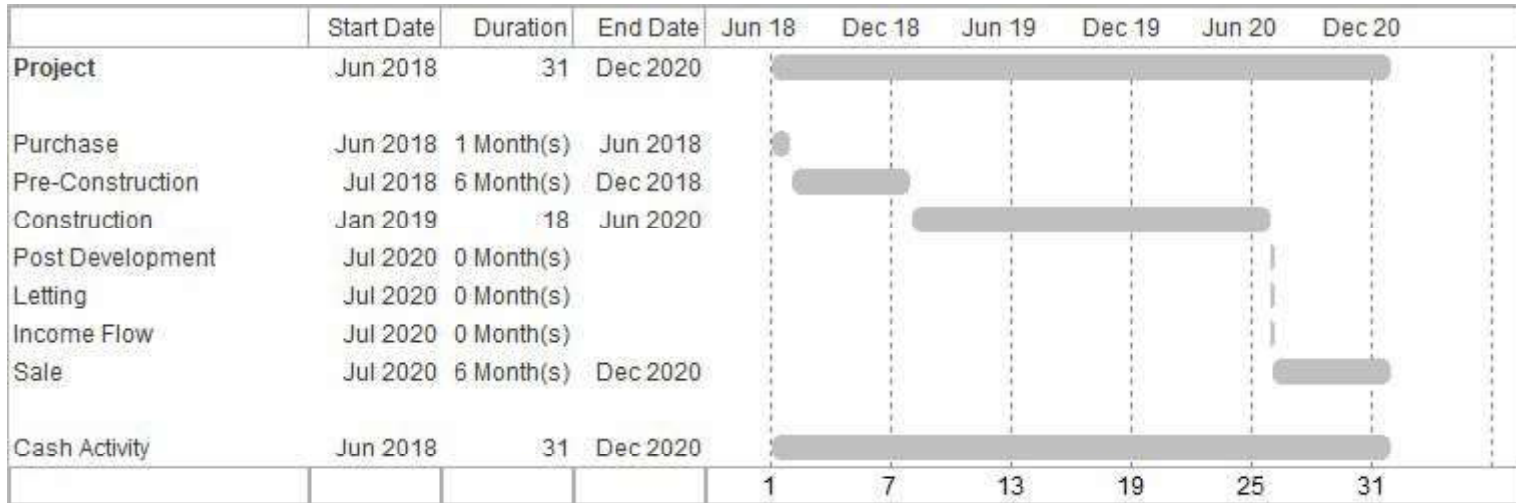 Start Date Duration End Date Jun 18 Dec 18 Jun 19 Dec 19 Jun 20 Dec 20
Project Jun 2018 31 Dec 2020
Purchase Jun 2018 1 Month(s) Jun 2018
Pre-Construction Jul 2018 6 Month(s) Dec 2018
Construction Jan 2019 18 Jun 2020
Post Development Jul 2020 0 Month(s)
Letting Jul 2020 0 Month(s)
Income Flow Jul 2020 0 Month(s)
Sale Jul 2020 6 Month(s) Dec 2020
Cash Activity Jun 2018 31 Dec 2020
1 7 13 19 25 31